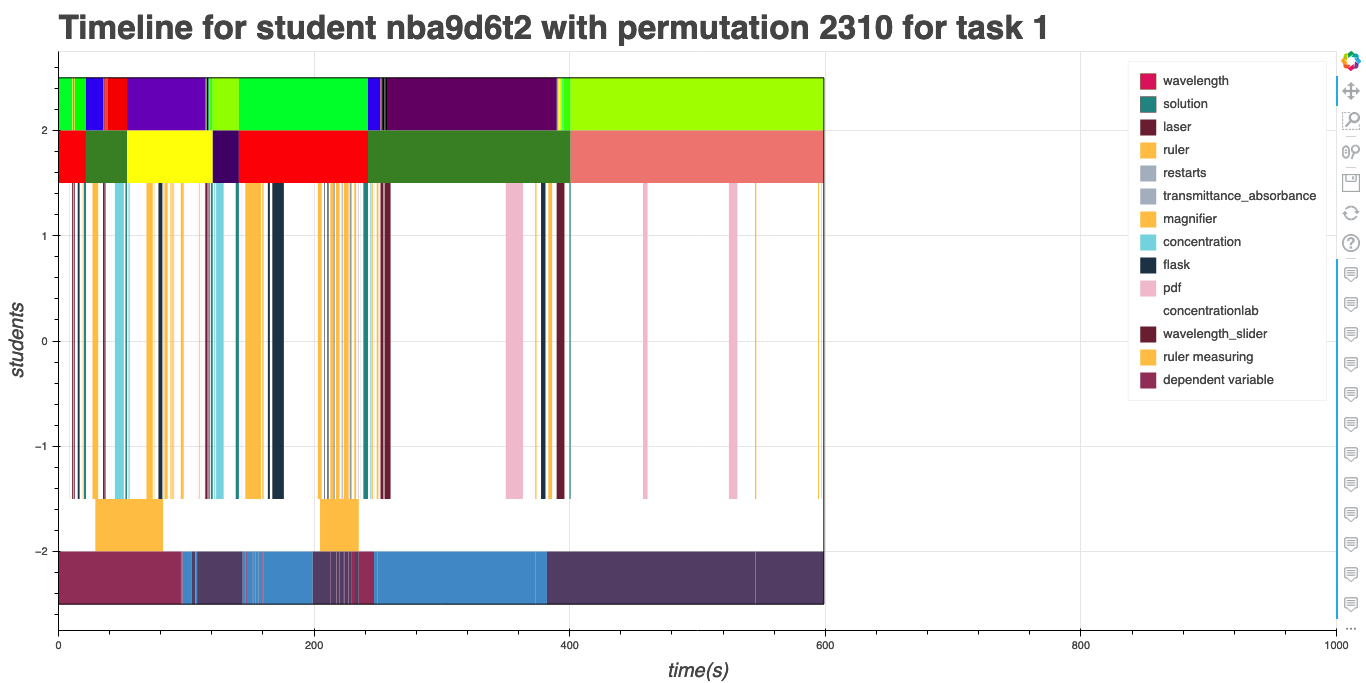 Timeline for student nba9d6t2 with permutation 2310 for task 1
students
2
1
0
−1
−2
0
200
400
600
800
1000
time(s)
wavelength
solution
laser
ruler
restarts
transmittance_absorbance
magnifier
concentration
flask
pdf
concentrationlab
wavelength_slider
ruler measuring
dependent variable